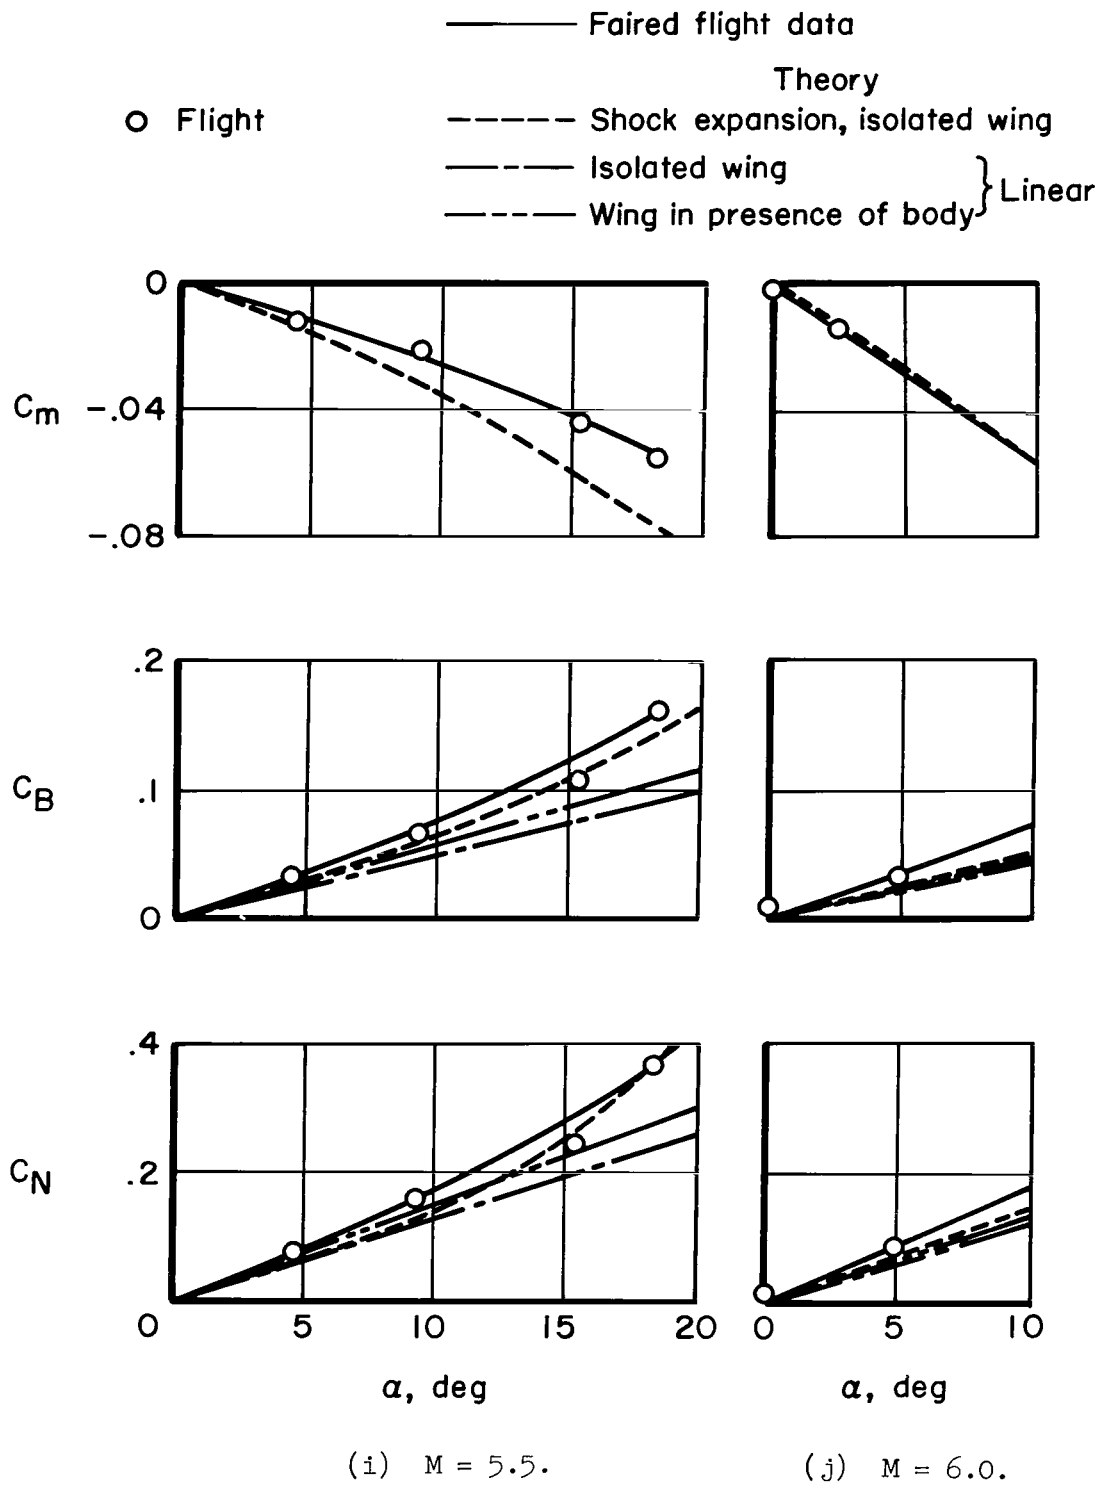 Faired flight data
Theory
Flight
Shock expansion, isolated wing
Isolated wing
Wing in presence of body
Linear
0
Cm
-.04
-.08
.2
CB
.1
0
.4
CN
.2
0 5 10 15 20 0 5 10
α, deg α, deg
(i) M = 5.5. (j) M = 6.0.